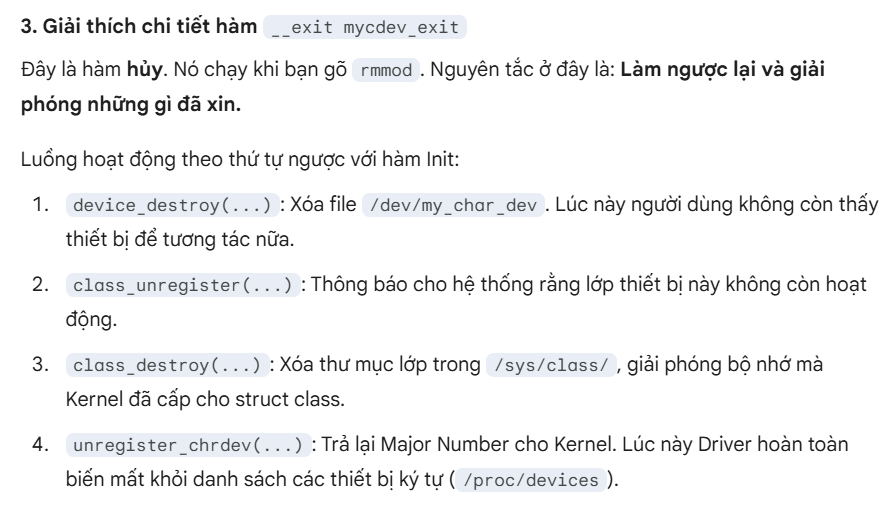 3. Giải thích chi tiết hàm __exit mycdev_exit
Đây là hàm hủy. Nó chạy khi bạn gõ rmmod. Nguyên tắc ở đây là: Làm ngược lại và giải
phóng những gì đã xin.
Luồng hoạt động theo thứ tự ngược với hàm Init:
1. device_destroy(...): Xóa file /dev/my_char_dev. Lúc này người dùng không còn thấy
thiết bị để tương tác nữa.
2. class_unregister(...): Thông báo cho hệ thống rằng lớp thiết bị này không còn hoạt
động.
3. class_destroy(...): Xóa thư mục lớp trong /sys/class/, giải phóng bộ nhớ mà
Kernel đã cấp cho struct class.
4. unregister_chrdev(...): Trả lại Major Number cho Kernel. Lúc này Driver hoàn toàn
biến mất khỏi danh sách các thiết bị ký tự (/proc/devices).